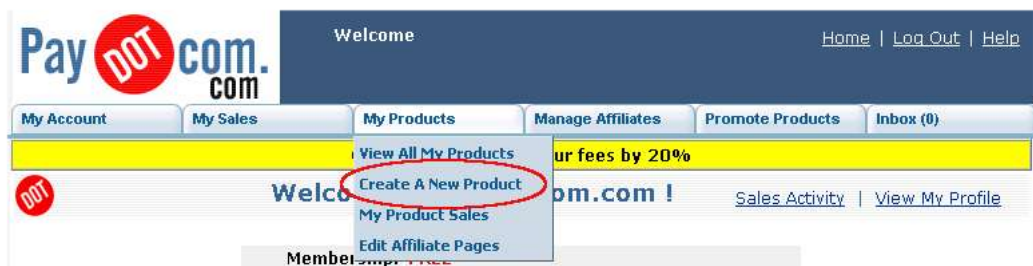 Pay DOT com.
com
Welcome
Home | Log Out | Help
My Account My Sales My Products Manage Affiliates Promote Products Inbox (0)
View All My Products
ur fees by 20%
Create A New Product
DOT
Welco om.com !
Sales Activity | View My Profile
My Product Sales
Edit Affiliate Pages